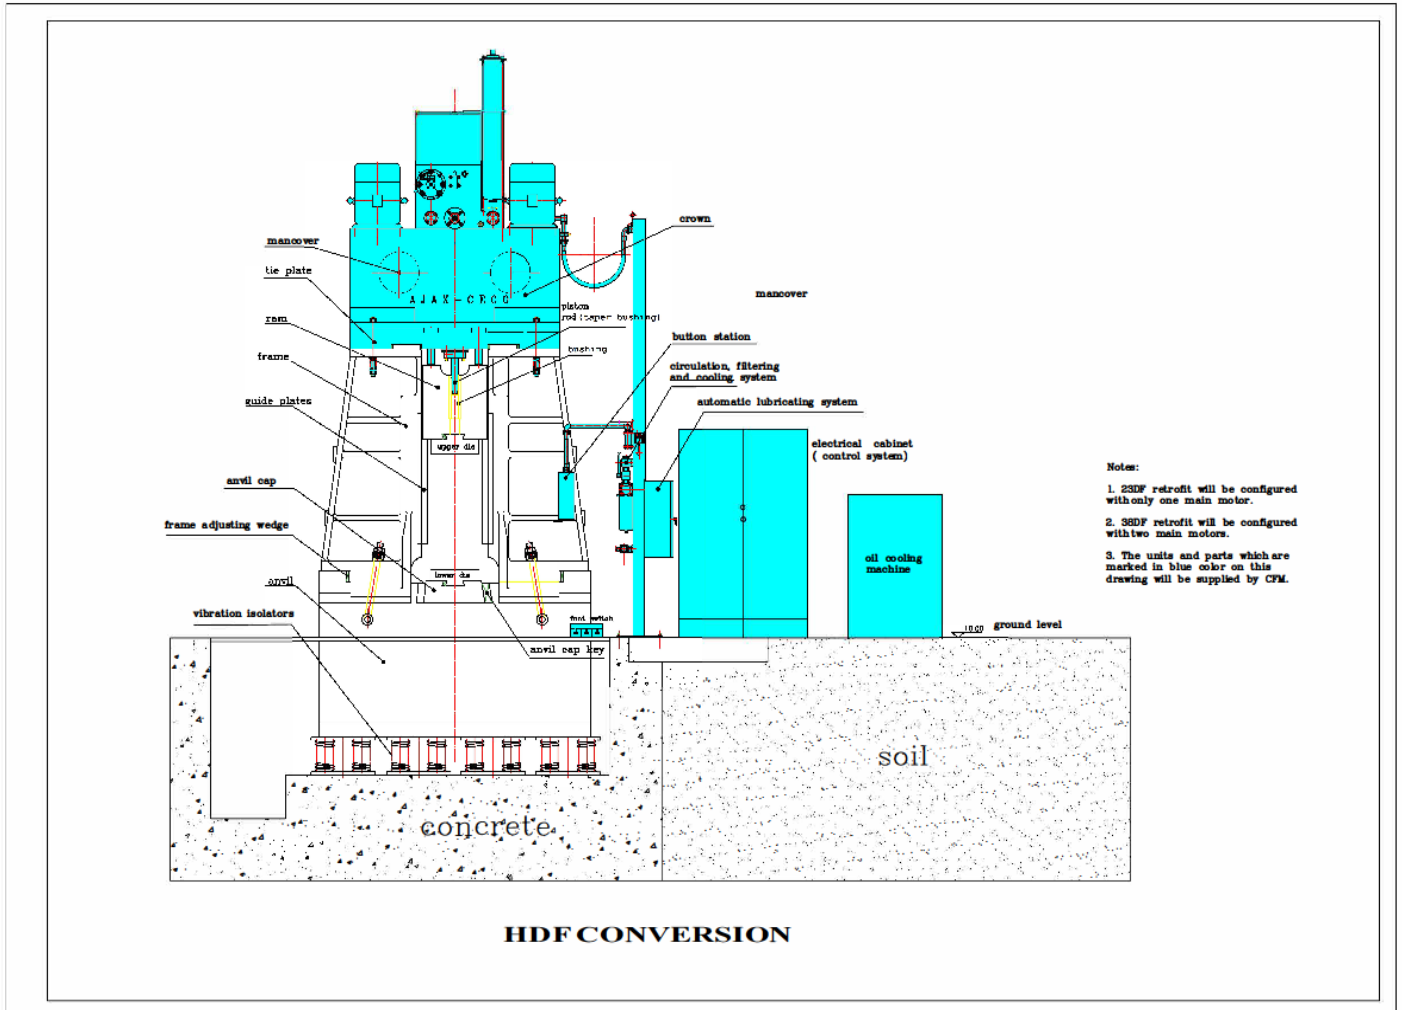 crown
mancover
tie plate
AJAX-CECO
mancover
piston
rod(taper bushing)
ram
button station
bushing
frame
circulation, filtering
and cooling system
guide plates
automatic lubricating system
upper die
electrical cabinet
( control system)
Notes:
anvil cap
1. 23DF retrofit will be configured
with only one main motor.
frame adjusting wedge
2. 38DF retrofit will be configured
with two main motors.
oil cooling
machine
3. The units and parts which are
marked in blue color on this
drawing will be supplied by CFM.
lower die
anvil
vibration isolators
foot switch
ground level
anvil cap key
soil
concrete
HDF CONVERSION